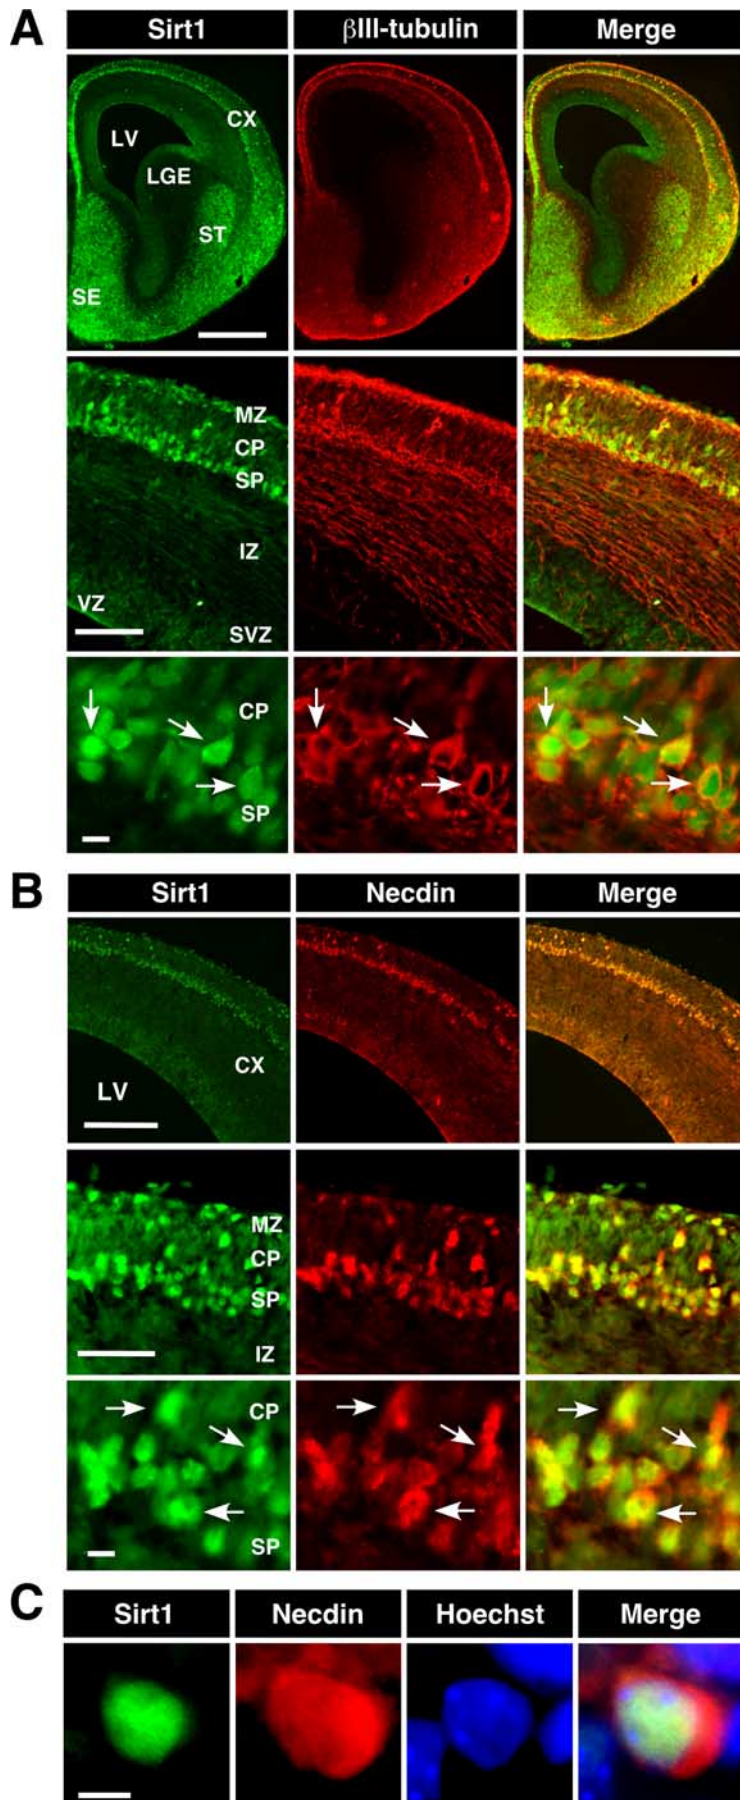 A
Sirt1 βIII-tubulin Merge
CX
LV
LGE
ST
SE
MZ
CP
SP
IZ
VZ
SVZ
CP
SP
B
Sirt1 Necdin Merge
CX
LV
MZ
CP
SP
IZ
CP
SP
C
Sirt1 Necdin Hoechst Merge